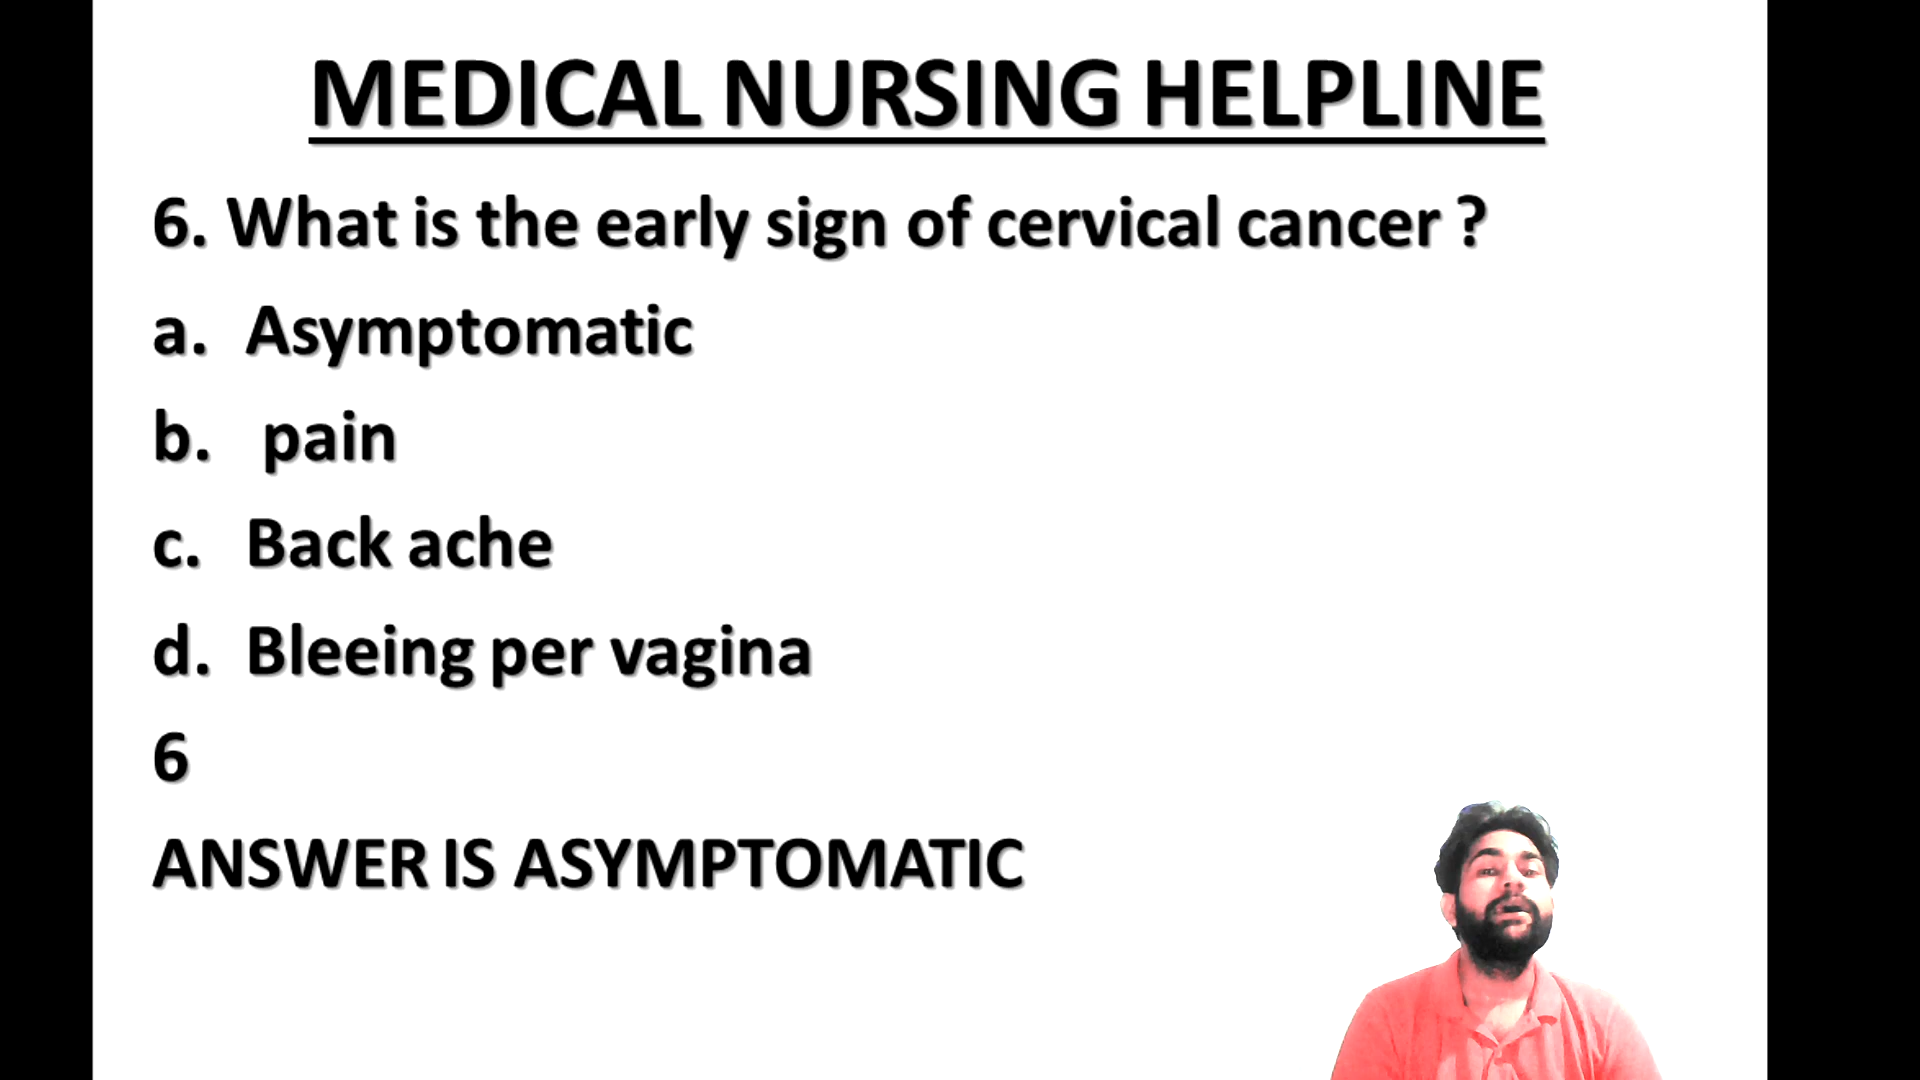 MEDICAL NURSING HELPLINE
6. What is the early sign of cervical cancer ?
a. Asymptomatic
b. pain
c. Back ache
d. Bleeing per vagina
6
ANSWER IS ASYMPTOMATIC